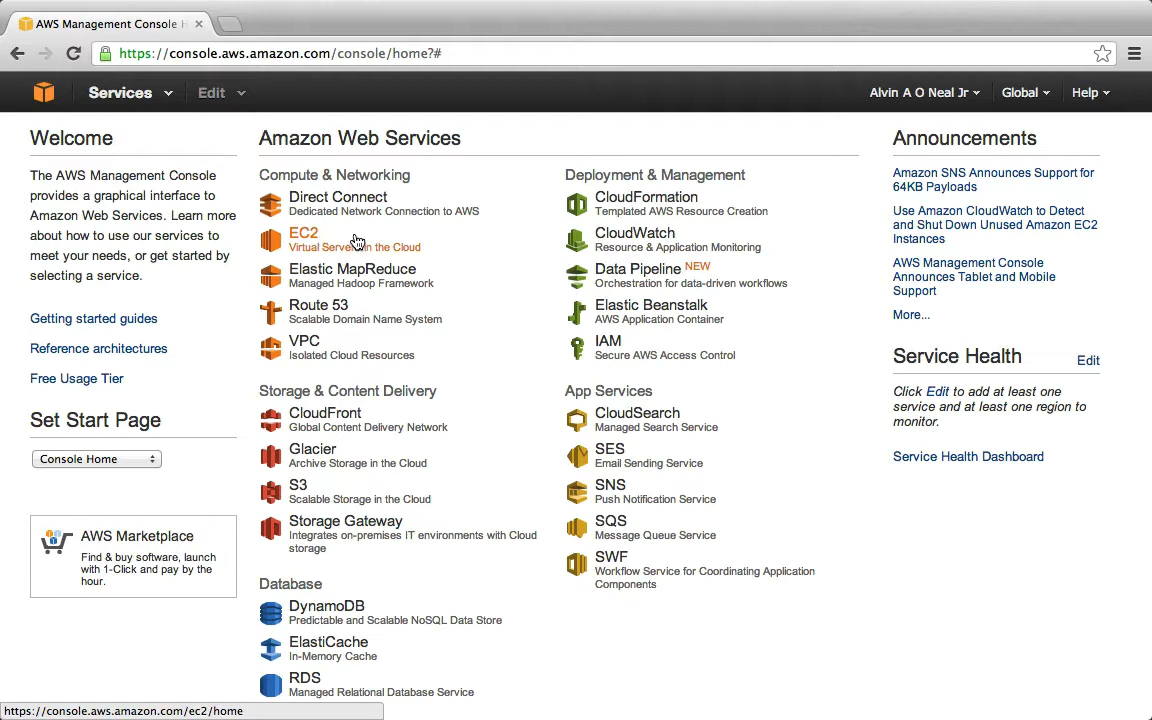 AWS Management Console H
https://console.aws.amazon.com/console/home?#
Services
Edit
Alvin A O Neal Jr
Global
Help
Welcome
The AWS Management Console
provides a graphical interface to
Amazon Web Services. Learn more
about how to use our services to
meet your needs, or get started by
selecting a service.
Getting started guides
Reference architectures
Free Usage Tier
Set Start Page
Console Home
AWS Marketplace
Find & buy software, launch
with 1-Click and pay by the
hour.
Amazon Web Services
Compute & Networking
Direct Connect
Dedicated Network Connection to AWS
EC2
Virtual Servers in the Cloud
Elastic MapReduce
Managed Hadoop Framework
Route 53
Scalable Domain Name System
VPC
Isolated Cloud Resources
Storage & Content Delivery
CloudFront
Global Content Delivery Network
Glacier
Archive Storage in the Cloud
S3
Scalable Storage in the Cloud
Storage Gateway
Integrates on-premises IT environments with Cloud
storage
Database
DynamoDB
Predictable and Scalable NoSQL Data Store
ElastiCache
In-Memory Cache
RDS
Managed Relational Database Service
Deployment & Management
CloudFormation
Templated AWS Resource Creation
CloudWatch
Resource & Application Monitoring
Data Pipeline NEW
Orchestration for data-driven workflows
Elastic Beanstalk
AWS Application Container
IAM
Secure AWS Access Control
App Services
CloudSearch
Managed Search Service
SES
Email Sending Service
SNS
Push Notification Service
SQS
Message Queue Service
SWF
Workflow Service for Coordinating Application
Components
Announcements
Amazon SNS Announces Support for
64KB Payloads
Use Amazon CloudWatch to Detect
and Shut Down Unused Amazon EC2
Instances
AWS Management Console
Announces Tablet and Mobile
Support
More...
Service Health
Edit
Click Edit to add at least one
service and at least one region to
monitor.
Service Health Dashboard
https://console.aws.amazon.com/ec2/home